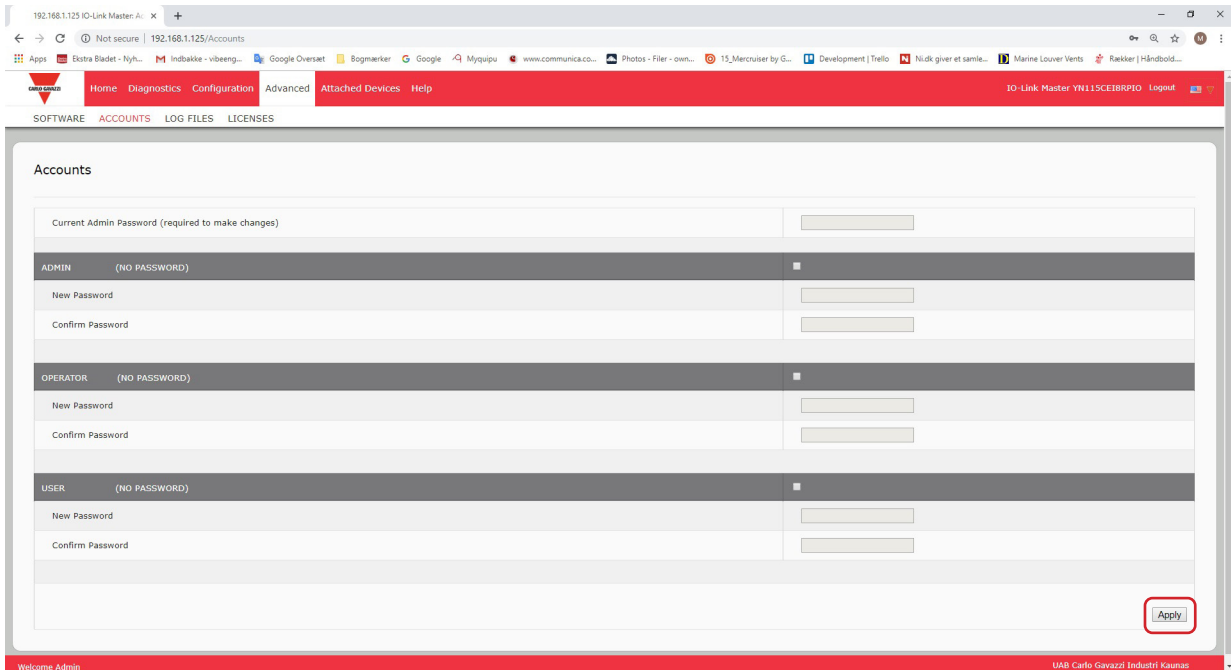 192.168.1.125 IO-Link Master: Ac
Not secure | 192.168.1.125/Accounts
M
Apps Ekstra Bladet - Nyh... Indbakke - vibeeng... Google Oversæt Bogmærker Google Myquipu www.communica.co... Photos - Filer - own... 15_Mercruiser by G... Development | Trello Ni.dk giver et samle... Marine Louver Vents Rækker | Håndbold....
CARLO GAVAZZI
Home Diagnostics Configuration Advanced Attached Devices Help IO-Link Master YN115CEI8RPIO Logout
SOFTWARE ACCOUNTS LOG FILES LICENSES
Accounts
Current Admin Password (required to make changes)
ADMIN (NO PASSWORD)
New Password
Confirm Password
OPERATOR (NO PASSWORD)
New Password
Confirm Password
USER (NO PASSWORD)
New Password
Confirm Password
Apply
Welcome Admin UAB Carlo Gavazzi Industri Kaunas